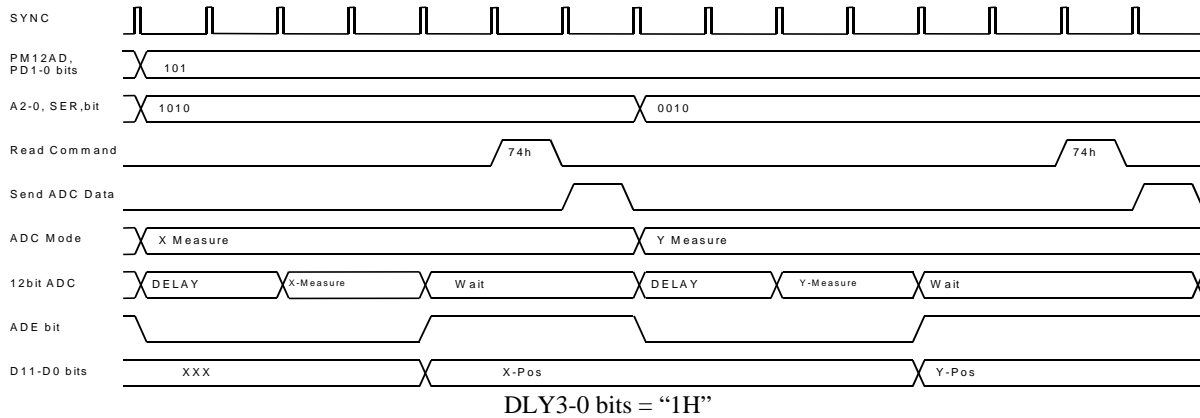 SYNC
PM12AD,
PD1-0 bits
101
A2-0, SER,bit
1010
0010
Read Command
74h
74h
Send ADC Data
ADC Mode
X Measure
Y Measure
12bit ADC
DELAY
X-Measure
Wait
DELAY
Y-Measure
Wait
ADE bit
D11-D0 bits
XXX
X-Pos
Y-Pos
DLY3-0 bits = “1H”